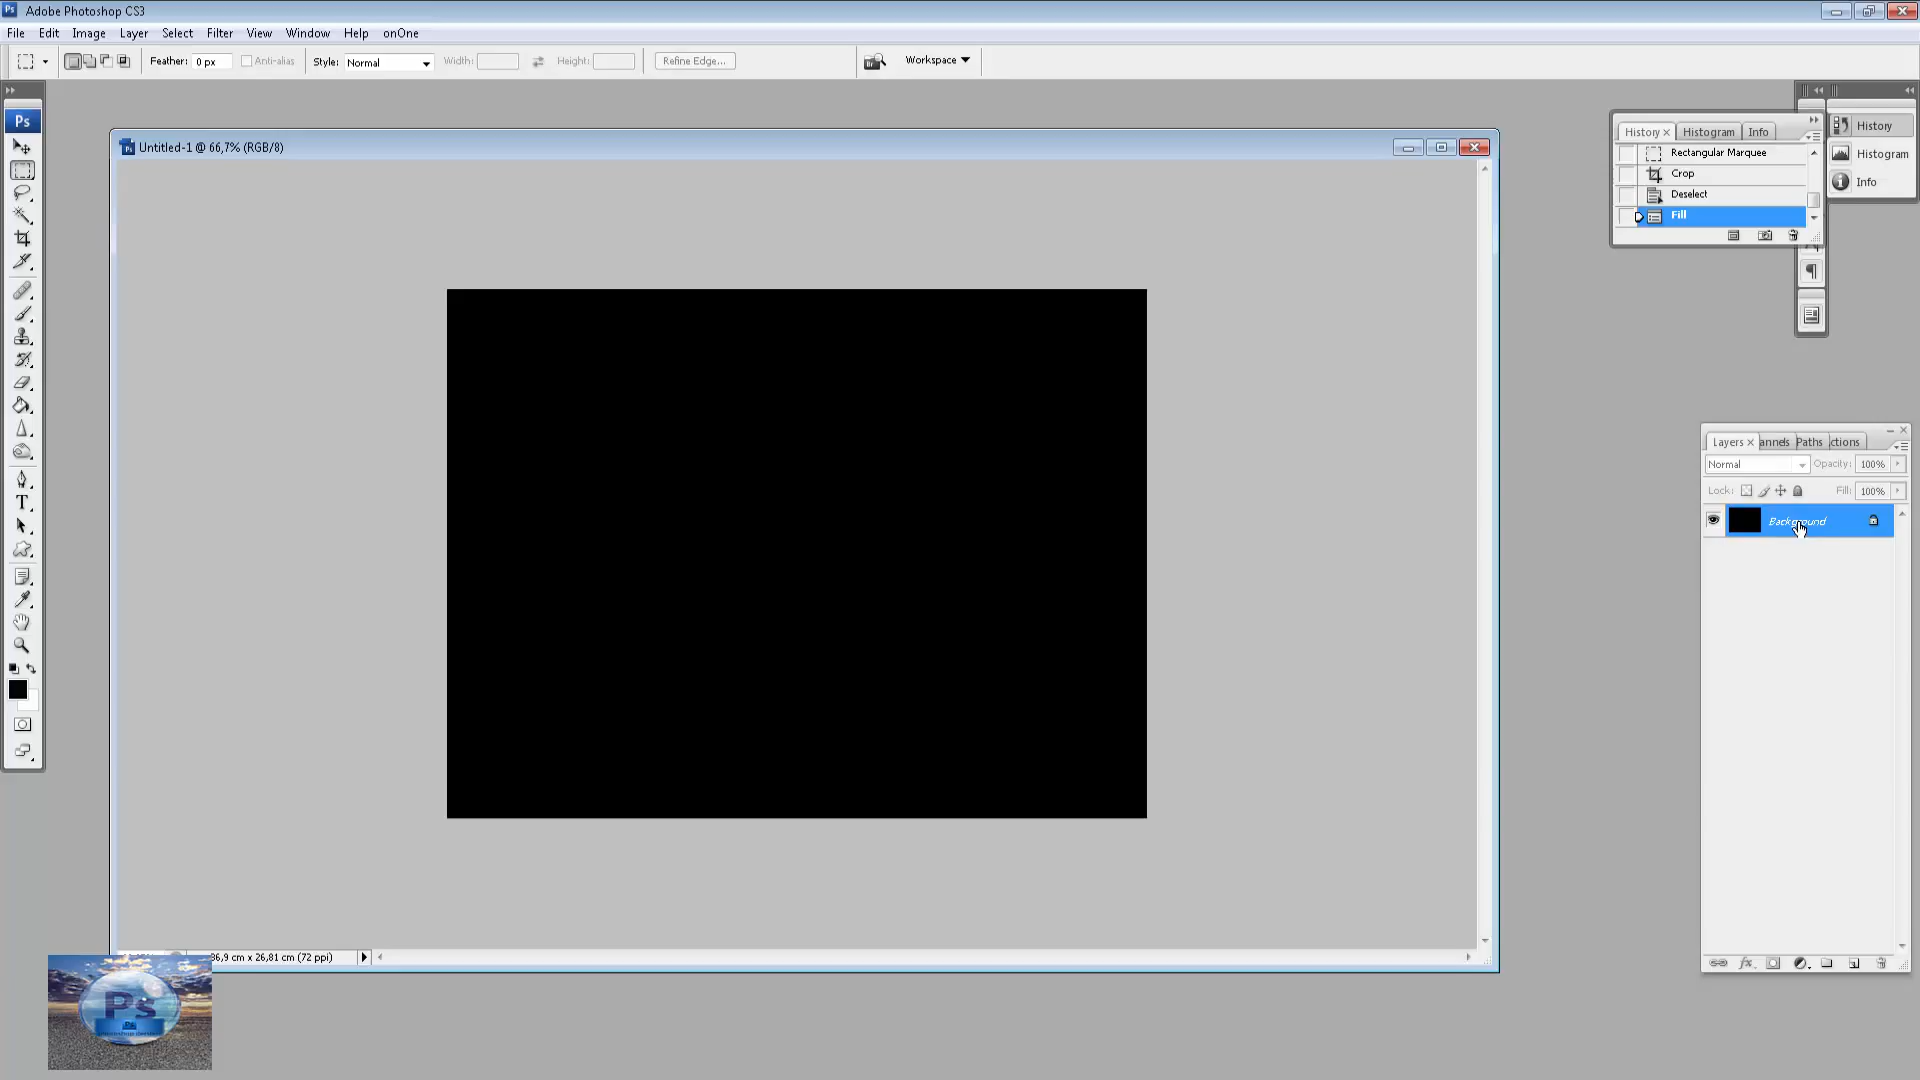 Adobe Photoshop CS3
File Edit Image Layer Select Filter View Window Help onOne
Feather: 0 px Anti-alias Style: Normal Width: Height: Refine Edge... Workspace
Ps
Untitled-1 @ 66,7% (RGB/8)
History Histogram Info
Rectangular Marquee
Crop
Deselect
Fill
History
Histogram
Info
Layers annels Paths ctions
Normal Opacity: 100%
Lock: Fill: 100%
Background
T
36,9 cm x 26,81 cm (72 ppi)
Ps
Ps